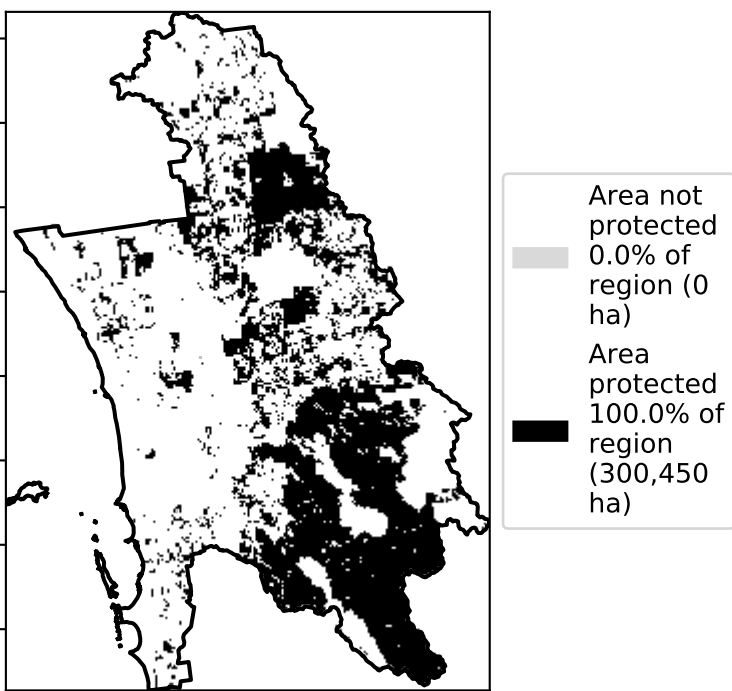 Area not
protected
0.0% of
region (0
ha)
Area
protected
100.0% of
region
(300,450
ha)